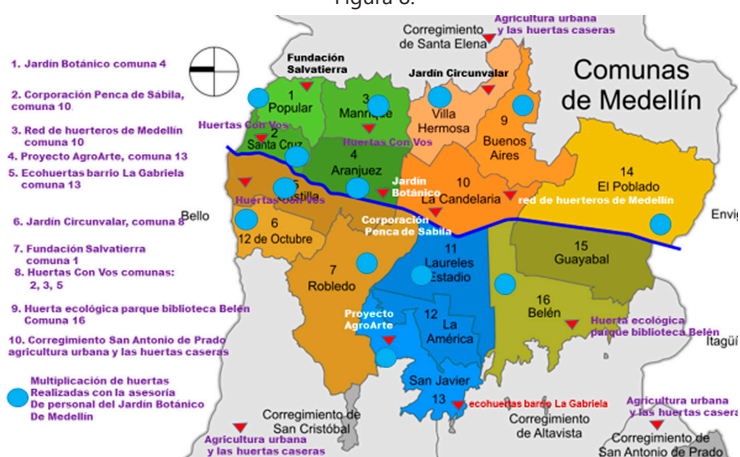 Figura 6.
1. Jardín Botánico comuna 4
2. Corporación Penca de Sábila,
comuna 10
3. Red de huerteros de Medellín
comuna 10
4. Proyecto AgroArte, comuna 13
5. Ecohuertas barrio La Gabriela
comuna 13
6. Jardín Circunvalar, comuna 8
7. Fundación Salvatierra
comuna 1
8. Huertas Con Vos comunas:
2, 3, 5
9. Huerta ecológica parque biblioteca Belén
Comuna 16
10. Corregimiento San Antonio de Prado
agricultura urbana y las huertas caseras
Multiplicación de huertas
Realizadas con la asesoría
De personal del Jardín Botánico
De Medellín
Comunas
de Medellín
Agricultura urbana
y las huertas caseras
Corregimiento
de Santa Elena
Fundación
Salvatierra
Jardín Circunvalar
1
Popular
3
Manrique
Villa
Hermosa
9
Buenos
Aires
Huertas Con Vos
2
Santa Cruz
Huertas Con Vos
4
Aranjuez
14
El Poblado
5
Castilla
Huertas Con Vos
Jardín
Botánico
10
La Candelaria
red de huerteros de Medellín
Bello
Corporación
Penca de Sábila
Envig
6
12 de Octubre
11
Laureles
Estadio
15
Guayabal
7
Robledo
16
Belén
Proyecto
AgroArte
12
La
América
Huerta ecológica
parque biblioteca Belén
Itagüí
San Javier
13
ecohuertas barrio La Gabriela
Corregimiento de
San Cristóbal
Corregimiento
de Altavista
Agricultura urbana
y las huertas caseras
Agricultura urbana
y las huertas caseras
Corregimiento de
San Antonio de Prado